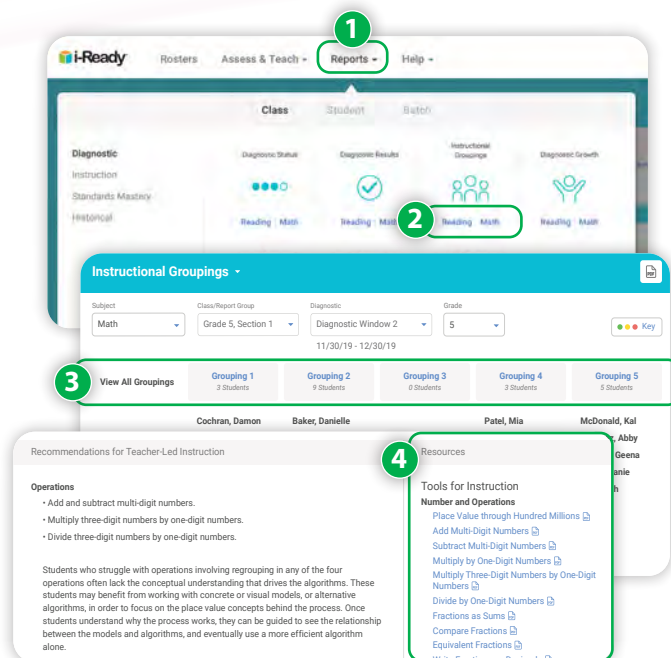 1
i-Ready Rosters Assess & Teach Reports Help
Class Student Batch
Diagnostic
Instruction
Standards Mastery
Historical
Diagnostic Status
Diagnostic Results
Instructional Groupings
Diagnostic Growth
Reading Math
Reading Math
2
Reading Math
Reading Math
Instructional Groupings
PDF
Subject Class/Report Group Diagnostic Grade
Math Grade 5, Section 1 Diagnostic Window 2 5
Key
11/30/19 - 12/30/19
3
View All Groupings
Grouping 1
3 Students
Grouping 2
9 Students
Grouping 3
0 Students
Grouping 4
3 Students
Grouping 5
5 Students
Cochran, Damon Baker, Danielle Patel, Mia McDonald, Kal
, Abby
Geena
Recommendations for Teacher-Led Instruction
Operations
• Add and subtract multi-digit numbers.
• Multiply three-digit numbers by one-digit numbers.
• Divide three-digit numbers by one-digit numbers.
Students who struggle with operations involving regrouping in any of the four
operations often lack the conceptual understanding that drives the algorithms. These
students may benefit from working with concrete or visual models, or alternative
algorithms, in order to focus on the place value concepts behind the process. Once
students understand why the process works, they can be guided to see the relationship
between the models and algorithms, and eventually use a more efficient algorithm
alone.
4
Resources
Tools for Instruction
Number and Operations
Place Value through Hundred Millions
Add Multi-Digit Numbers
Subtract Multi-Digit Numbers
Multiply by One-Digit Numbers
Multiply Three-Digit Numbers by One-Digit
Numbers
Divide by One-Digit Numbers
Fractions as Sums
Compare Fractions
Equivalent Fractions